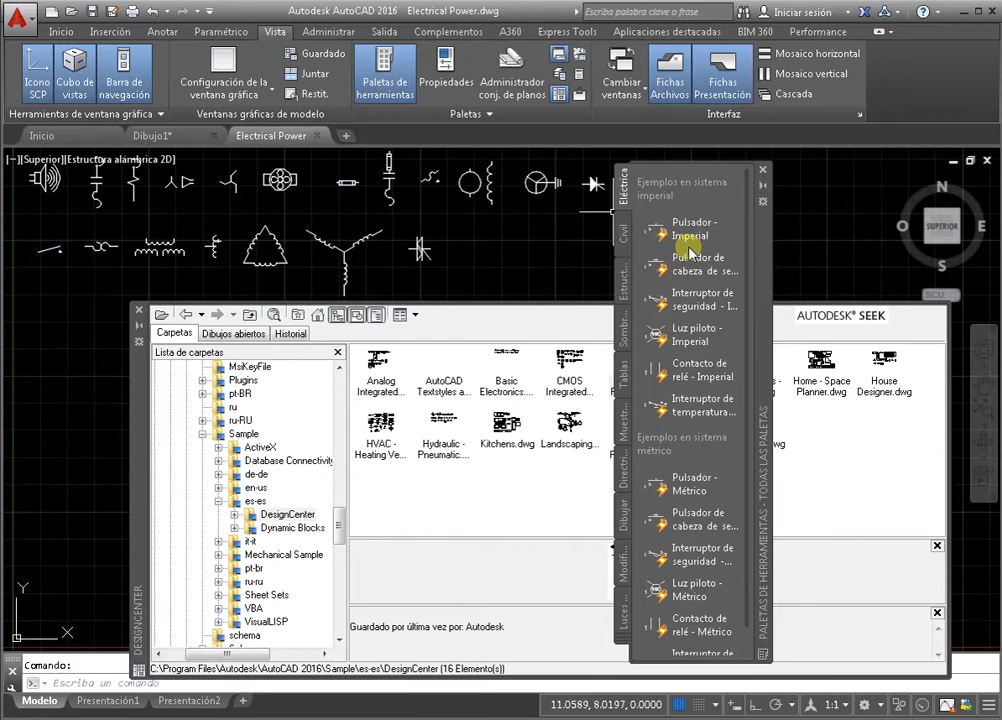 Autodesk AutoCAD 2016 Electrical Power.dwg
Escriba palabra clave o frase
Iniciar sesión
Inicio Inserción Anotar Paramétrico Vista Administrar Salida Complementos A360 Express Tools Aplicaciones destacadas BIM 360 Performance
Icono SCP
Cubo de vistas
Barra de navegación
Configuración de la ventana gráfica
Guardado
Juntar
Restit.
Paletas de herramientas
Propiedades
Administrador conj. de planos
Cambiar ventanas
Fichas Archivos
Fichas Presentación
Mosaico horizontal
Mosaico vertical
Cascada
Herramientas de ventana gráfica
Ventanas gráficas de modelo
Paletas
Interfaz
Inicio
Dibujo1*
Electrical Power
[−][Superior][Estructura alámbrica 2D]
N
O SUPERIOR E
S
SCU
Eléctrica
Civil
Estruct...
Sombr...
Tablas
Muestr...
Directri...
Dibujar
Modifi...
Luces ...
Ejemplos en sistema
imperial
Pulsador -
Imperial
Pulsador de
cabeza de se...
Interruptor de
seguridad - I...
Luz piloto -
Imperial
Contacto de
relé - Imperial
Interruptor de
temperatura...
Ejemplos en sistema
métrico
Pulsador -
Métrico
Pulsador de
cabeza de se...
Interruptor de
seguridad -...
Luz piloto -
Métrico
Contacto de
relé - Métrico
Interruptor de
PALETAS DE HERRAMIENTAS - TODAS LAS PALETAS
AUTODESK® SEEK
Carpetas Dibujos abiertos Historial
Lista de carpetas
MsiKeyFile
Plugins
pt-BR
ru
ru-RU
Sample
ActiveX
Database Connectivity
de-de
en-us
es-es
DesignCenter
Dynamic Blocks
it-it
Mechanical Sample
pt-br
ru-ru
Sheet Sets
VBA
VisualLISP
schema
Analog
Integrated...
AutoCAD
Textstyles a...
Basic
Electronics....
CMOS
Integrated...
Home - Space
Planner.dwg
House
Designer.dwg
HVAC -
Heating Ve...
Hydraulic -
Pneumatic....
Kitchens.dwg
Landscaping...
Guardado por última vez por: Autodesk
C:\Program Files\Autodesk\AutoCAD 2016\Sample\es-es\DesignCenter (16 Elemento(s))
DESIGNCENTER
Y
X
Comando:
Escriba un comando
Modelo Presentación1 Presentación2
11.0589, 8.0197, 0.0000
1:1